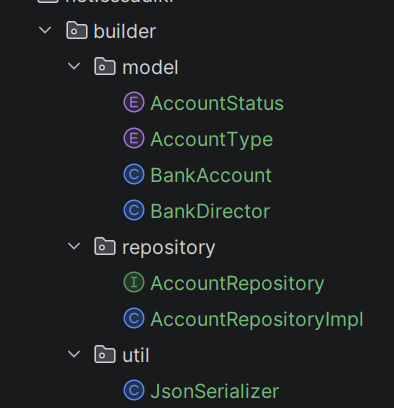 builder
model
E AccountStatus
E AccountType
C BankAccount
C BankDirector
repository
I AccountRepository
C AccountRepositoryImpl
util
C JsonSerializer